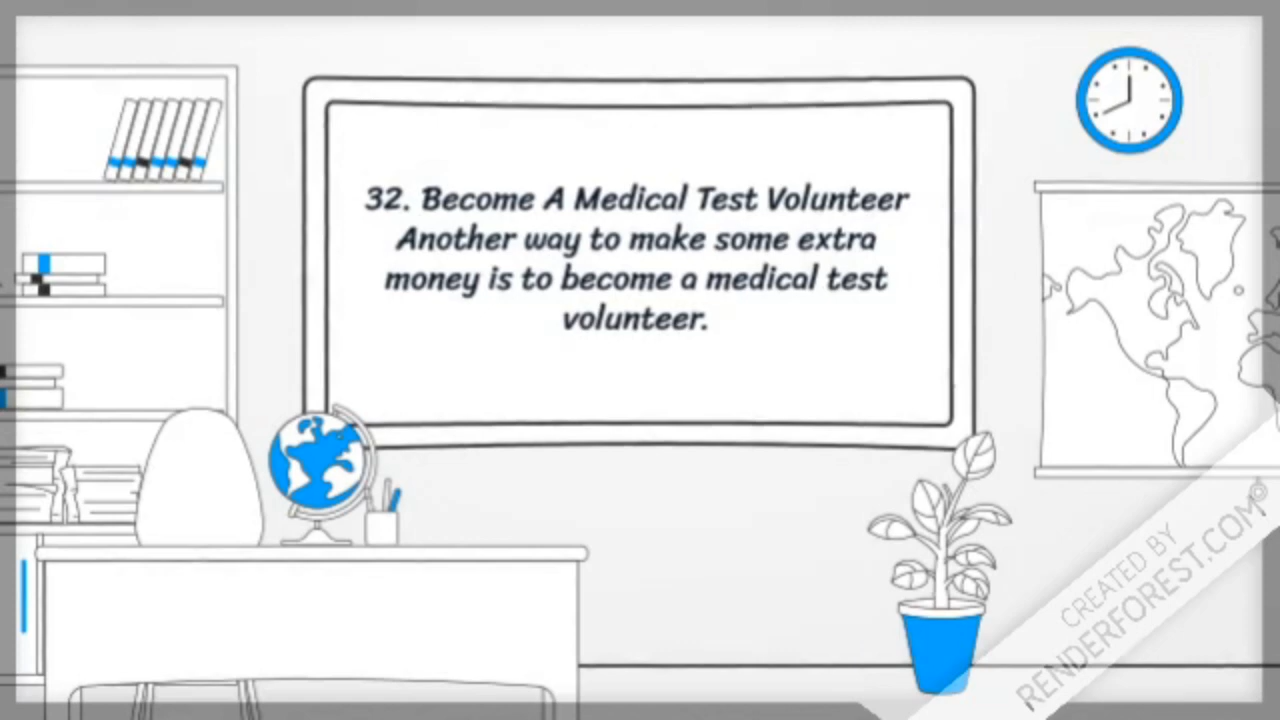 32. Become A Medical Test Volunteer
Another way to make some extra
money is to become a medical test
volunteer.
CREATED BY
RENDERFOREST.COM